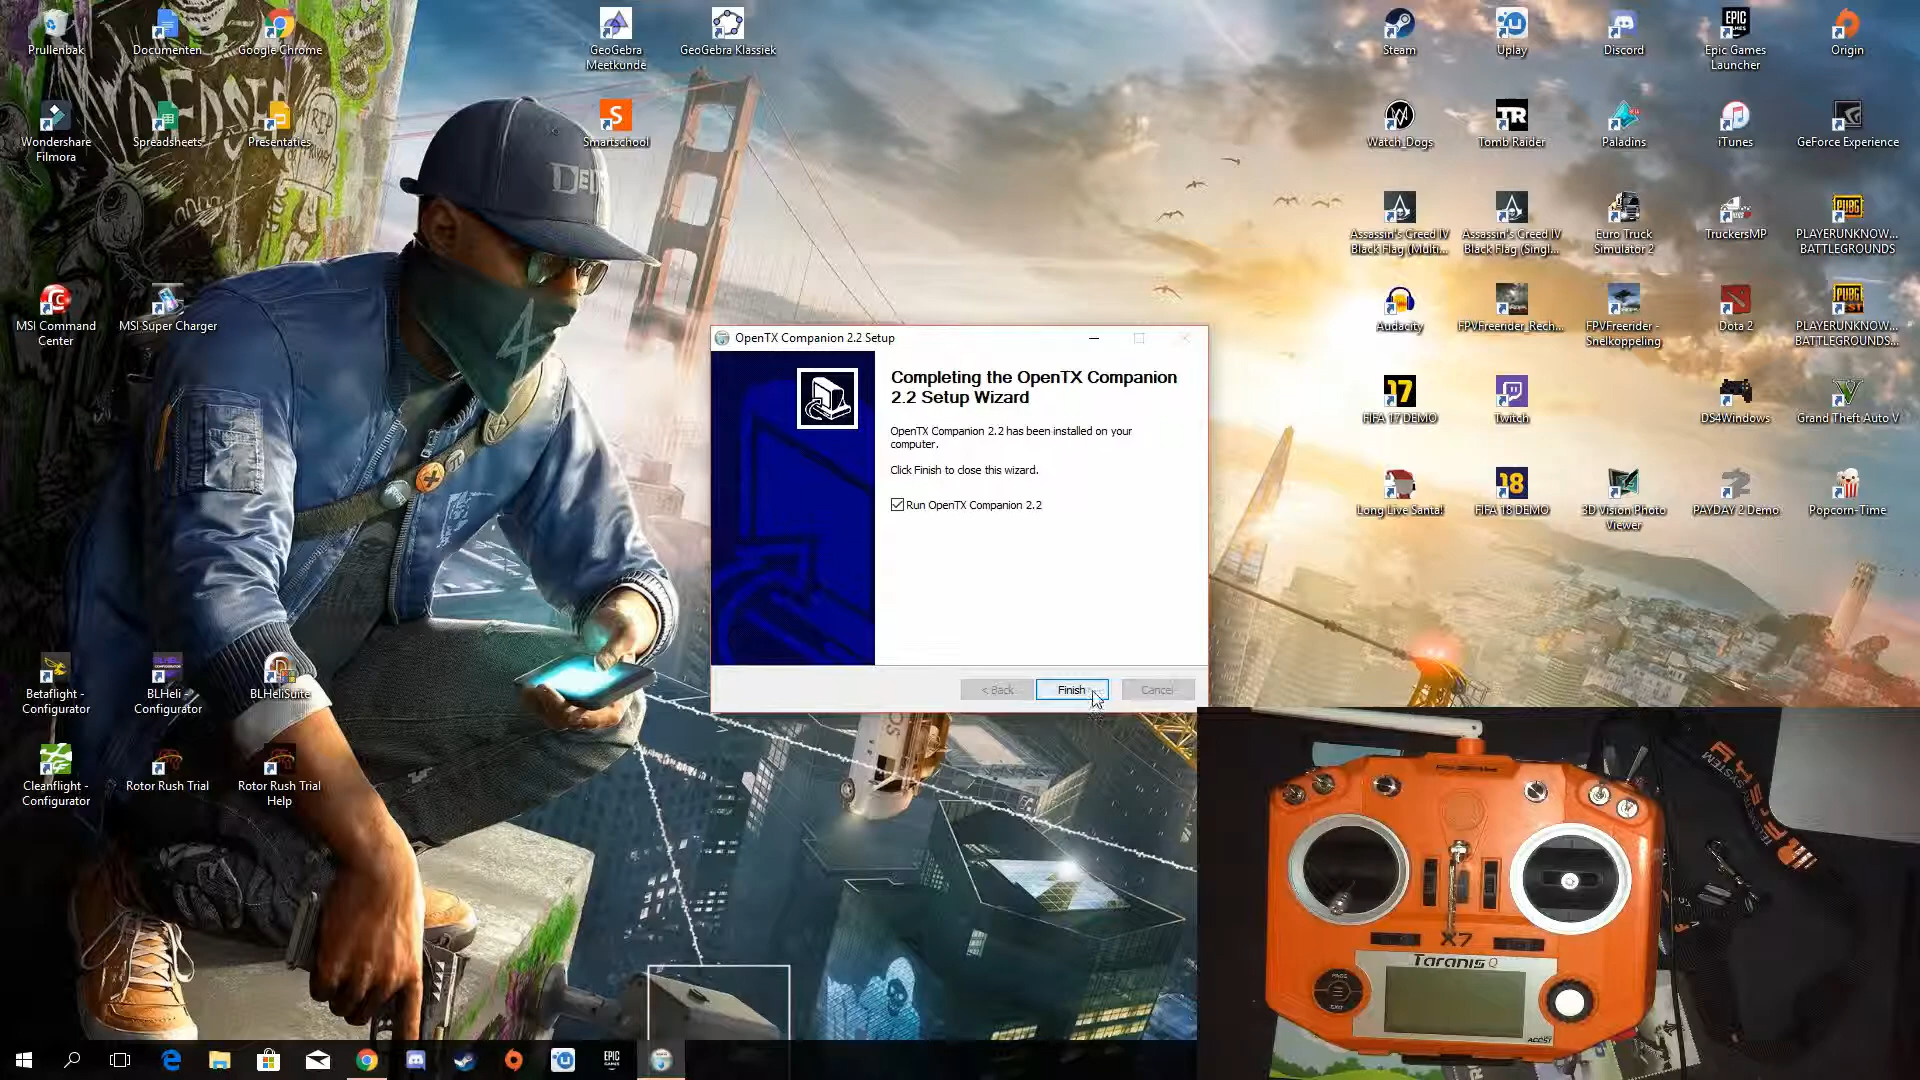 Prullenbak
Documenten
Google Chrome
GeoGebra
Meetkunde
GeoGebra Klassiek
Steam
Uplay
Discord
Epic Games
Launcher
Origin
Wondershare
Filmora
Spreadsheets
Presentaties
Smartschool
Watch_Dogs
Tomb Raider
Paladins
iTunes
GeForce Experience
Assassin's Creed IV
Black Flag (Multi...
Assassin's Creed IV
Black Flag (Singl...
Euro Truck
Simulator 2
TruckersMP
PLAYERUNKNOW...
BATTLEGROUNDS
MSI Command
Center
MSI Super Charger
Audacity
FPVFreerider_Rech...
FPVFreerider -
Snelkoppeling
Dota 2
PLAYERUNKNOW...
BATTLEGROUNDS...
FIFA 17 DEMO
Twitch
DS4Windows
Grand Theft Auto V
Long Live Santa!
FIFA 18 DEMO
3D Vision Photo
Viewer
PAYDAY 2 Demo
Popcorn-Time
OpenTX Companion 2.2 Setup
Completing the OpenTX Companion
2.2 Setup Wizard
OpenTX Companion 2.2 has been installed on your
computer.
Click Finish to close this wizard.
Run OpenTX Companion 2.2
< Back
Finish
Cancel
Betaflight -
Configurator
BLHeli -
Configurator
BLHeliSuite
Cleanflight -
Configurator
Rotor Rush Trial
Rotor Rush Trial
Help
X7
Taranis Q
PAGE
EXIT
ACCST
EPIC
GAMES